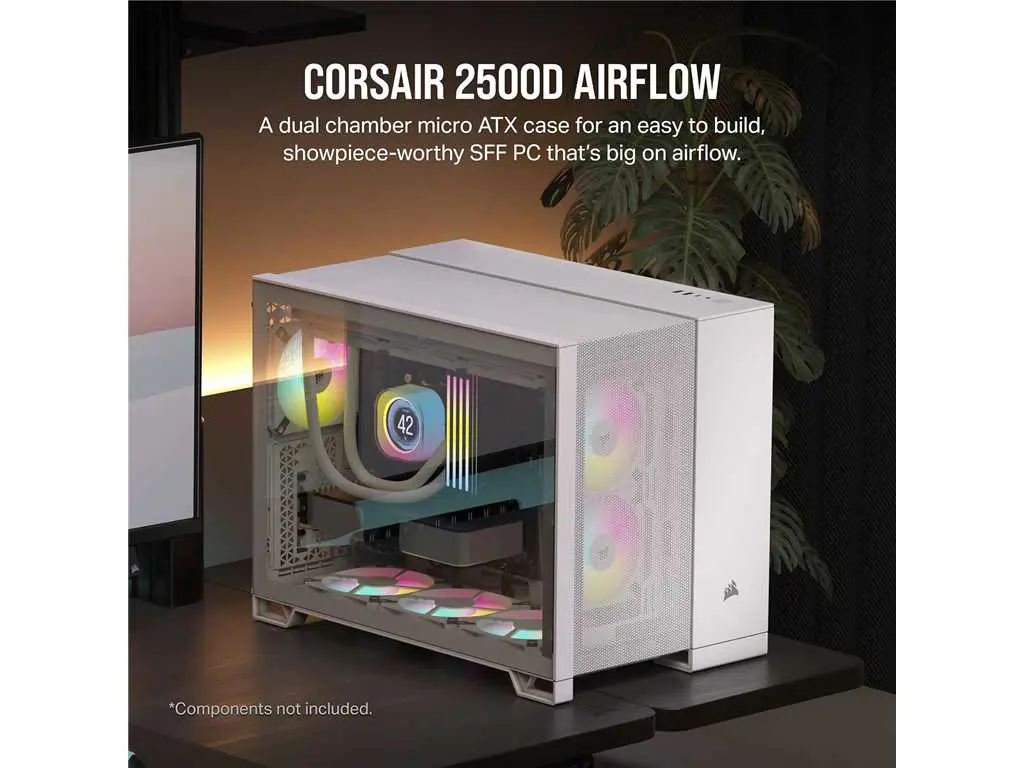 CORSAIR 2500D AIRFLOW
A dual chamber micro ATX case for an easy to build,
showpiece-worthy SFF PC that’s big on airflow.
42
*Components not included.